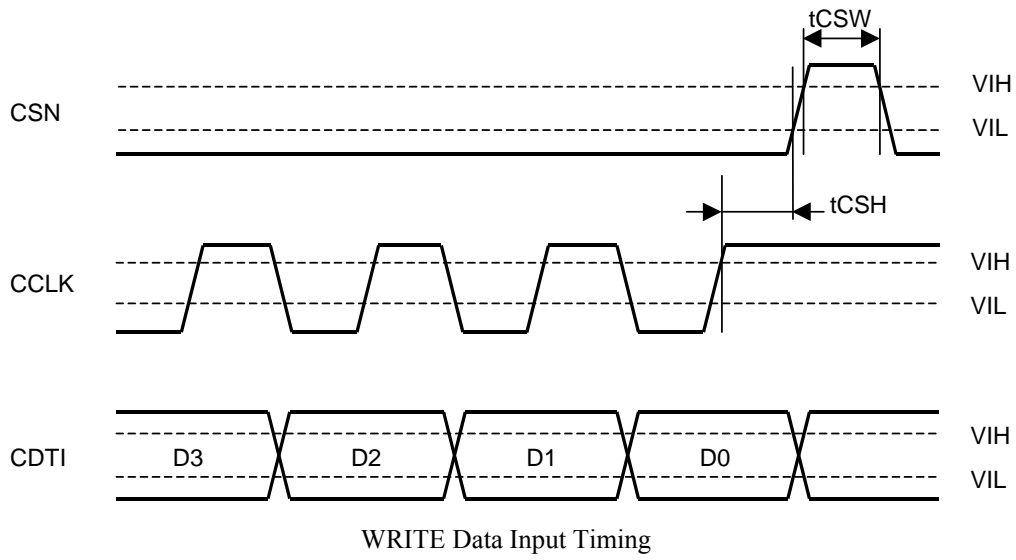 tCSW
VIH
CSN
VIL
tCSH
VIH
CCLK
VIL
VIH
CDTI D3 D2 D1 D0
VIL
WRITE Data Input Timing